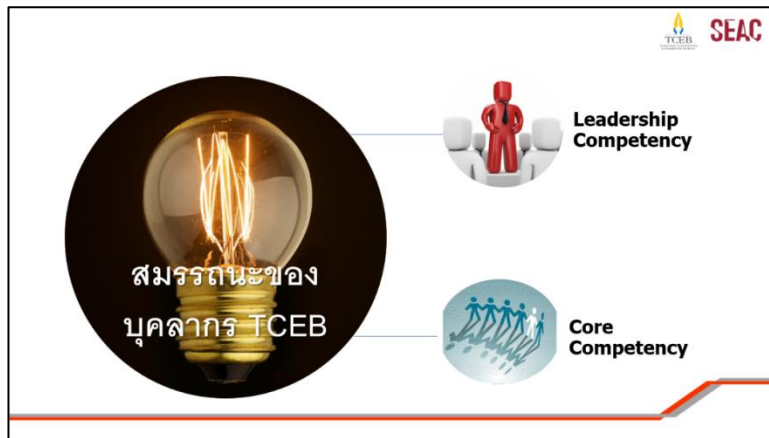 TCEB
SEAC
Leadership
Competency
สมรรถนะของ
บุคลากร TCEB
Core
Competency